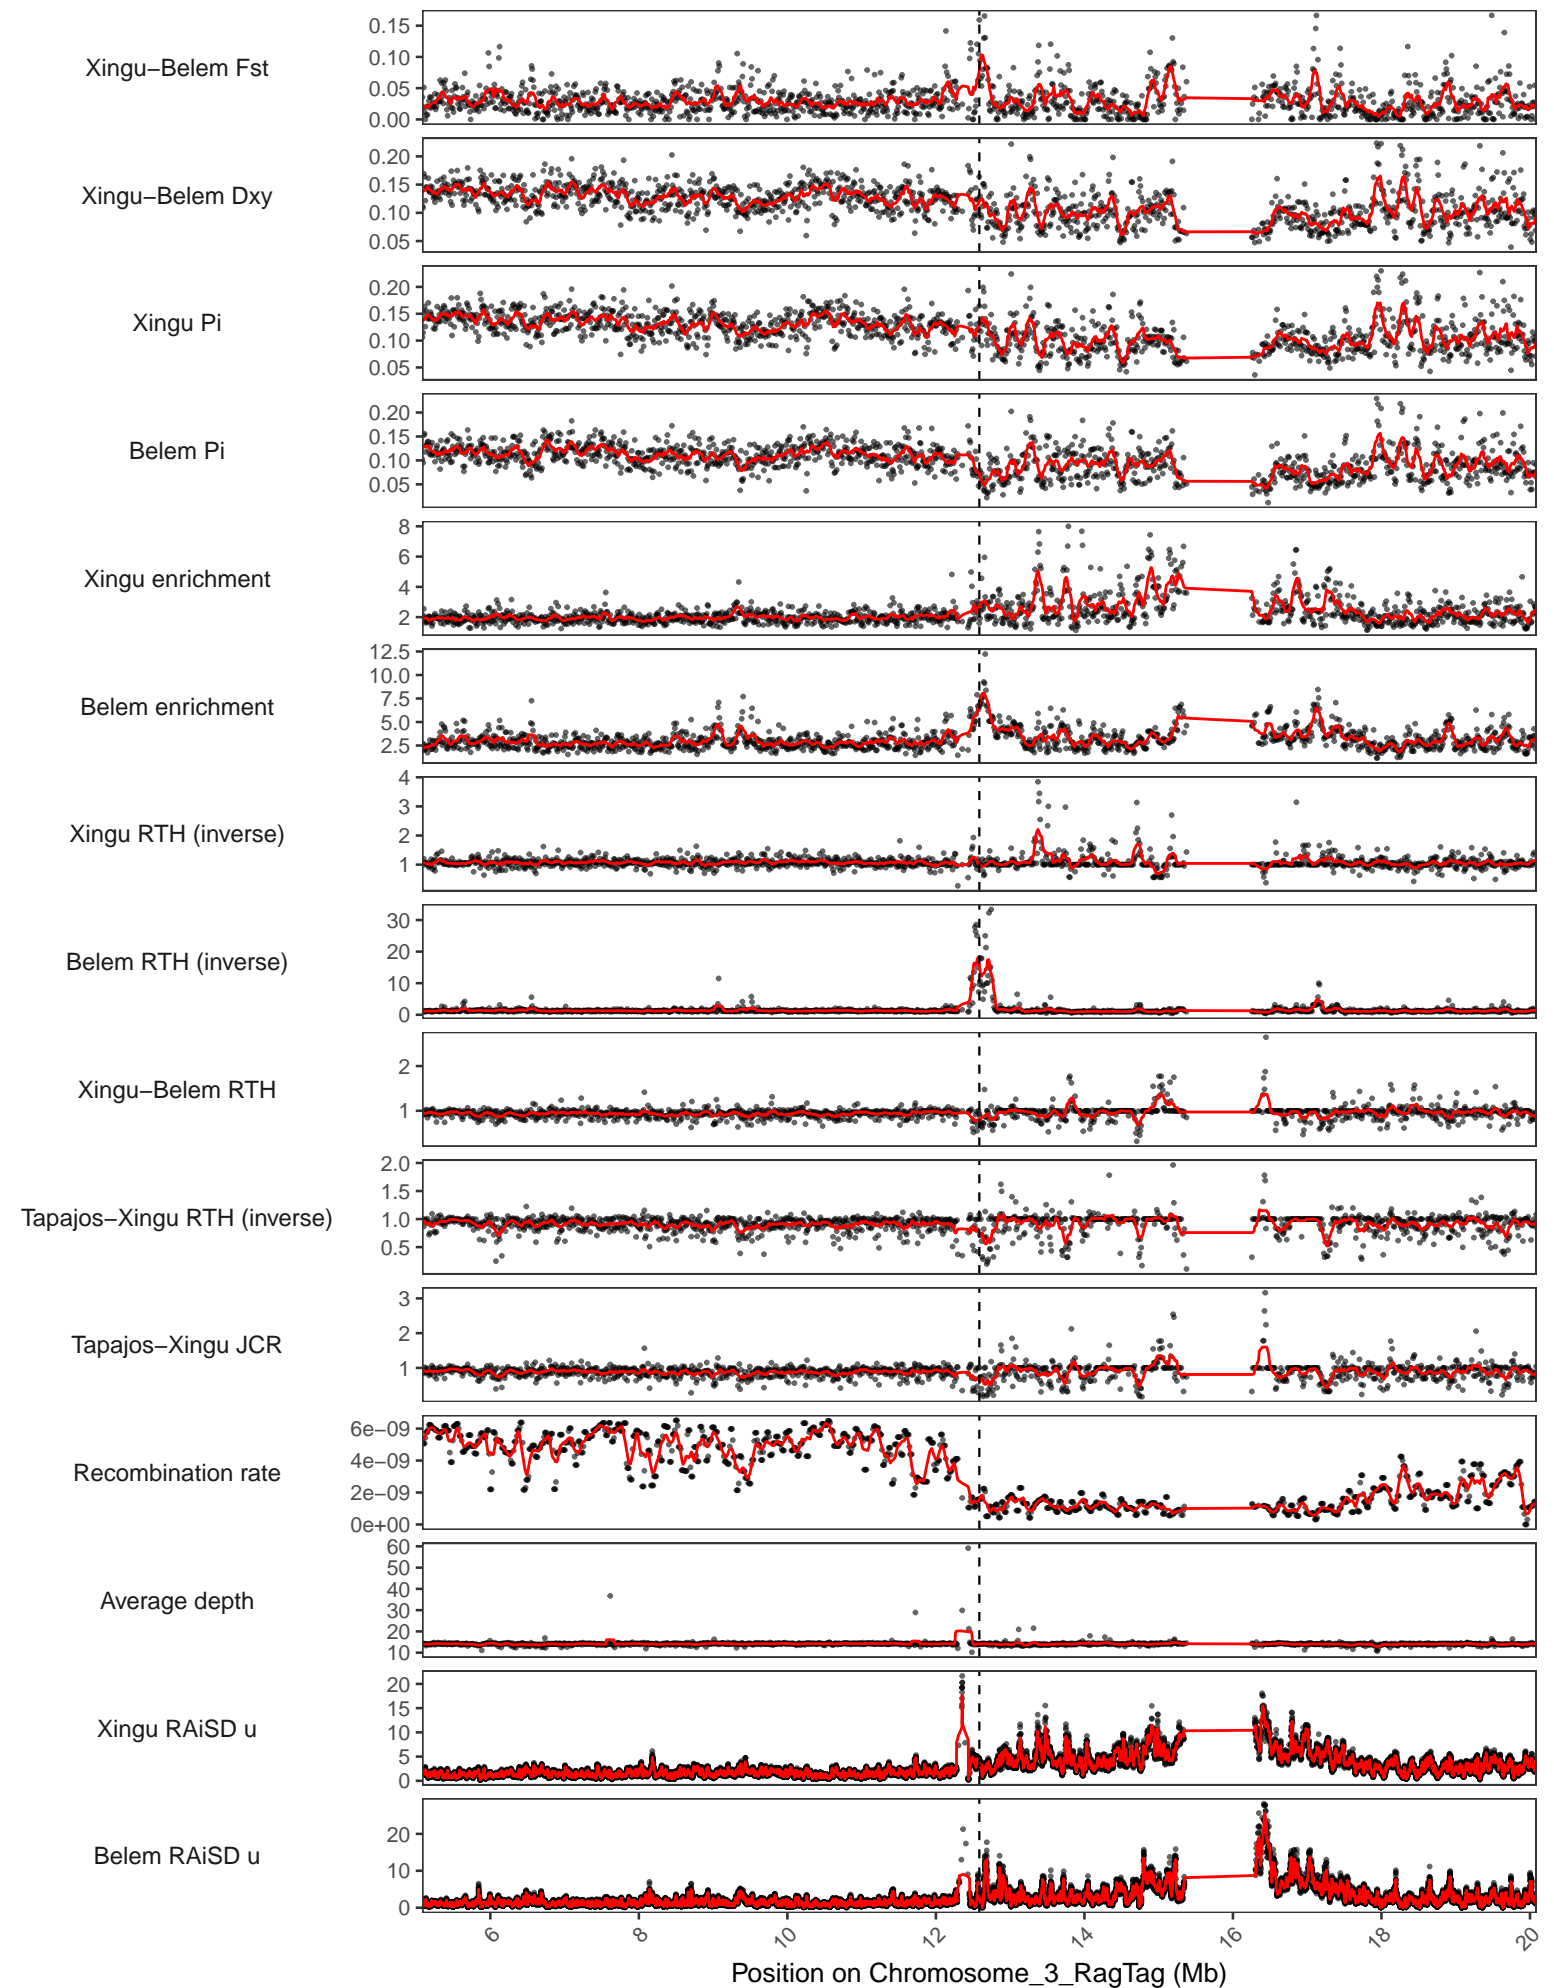 Xingu−Belem Fst
0.15
0.10
0.05
0.00
Xingu−Belem Dxy
0.20
0.15
0.10
0.05
Xingu Pi
0.20
0.15
0.10
0.05
Belem Pi
0.20
0.15
0.10
0.05
Xingu enrichment
8
6
4
2
Belem enrichment
12.5
10.0
7.5
5.0
2.5
Xingu RTH (inverse)
4
3
2
1
Belem RTH (inverse)
30
20
10
0
Xingu−Belem RTH
2
1
Tapajos−Xingu RTH (inverse)
2.0
1.5
1.0
0.5
Tapajos−Xingu JCR
3
2
1
Recombination rate
6e−09
4e−09
2e−09
0e+00
Average depth
60
50
40
30
20
10
Xingu RAiSD u
20
15
10
5
0
Belem RAiSD u
20
10
0
6 8 10 12 14 16 18 20
Position on Chromosome_3_RagTag (Mb)